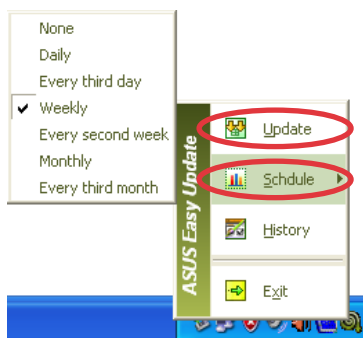 None
Daily
Every third day
Weekly
Every second week
Monthly
Every third month
ASUS Easy Update
Update
Schdule
History
Exit